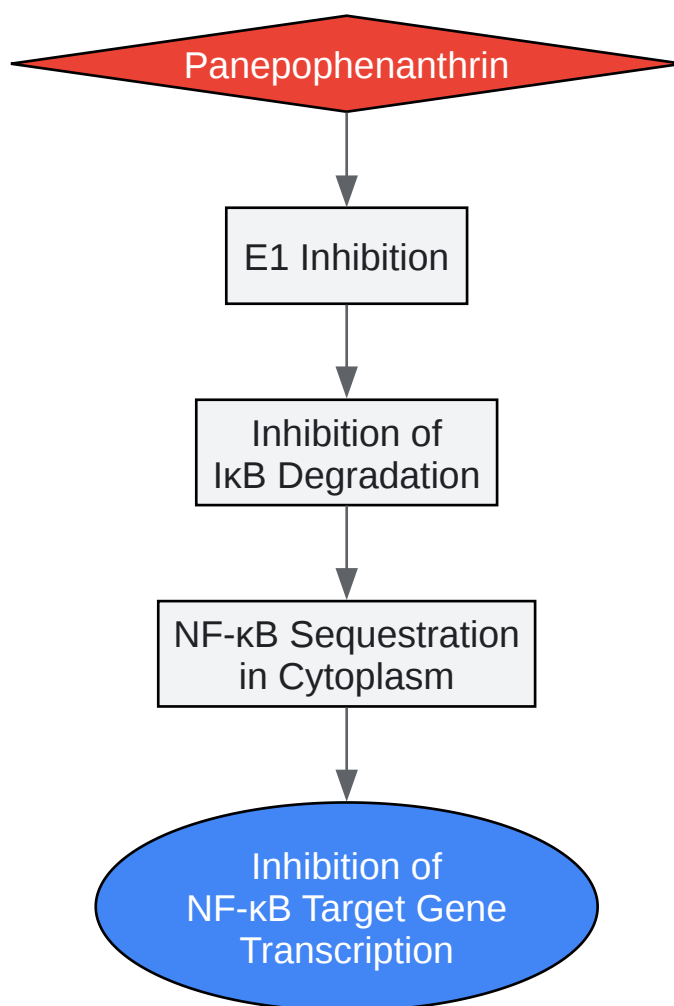 Panepophenanthrin
E1 Inhibition
Inhibition of
IκB Degradation
NF-κB Sequestration
in Cytoplasm
Inhibition of
NF-κB Target Gene
Transcription